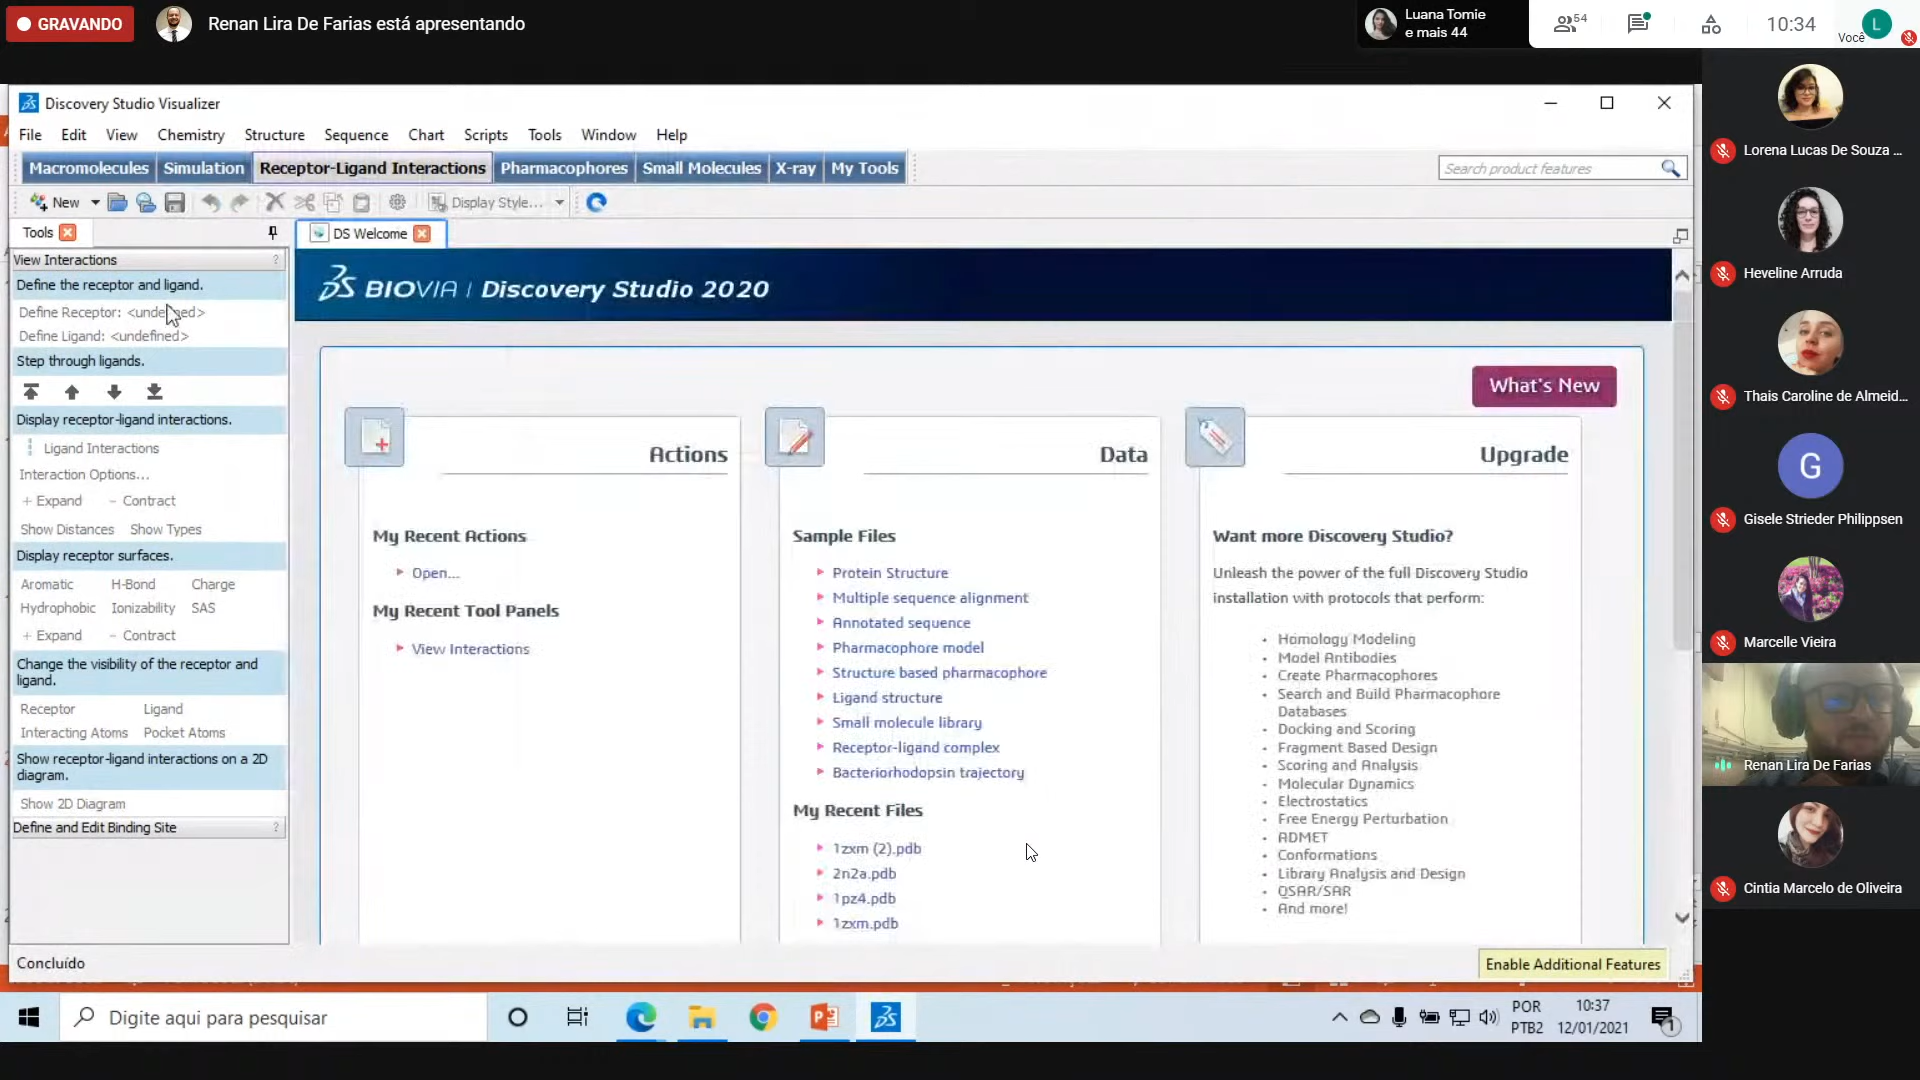 GRAVANDO
Renan Lira De Farias está apresentando
Luana Tomie
e mais 44
54
10:34
Você
L
Discovery Studio Visualizer
File Edit View Chemistry Structure Sequence Chart Scripts Tools Window Help
Macromolecules Simulation Receptor-Ligand Interactions Pharmacophores Small Molecules X-ray My Tools
Search product features
New
Display Style...
Tools
DS Welcome
View Interactions ?
Define the receptor and ligand.
Define Receptor: <undefined>
Define Ligand: <undefined>
Step through ligands.
Display receptor-ligand interactions.
Ligand Interactions
Interaction Options...
+ Expand - Contract
Show Distances Show Types
Display receptor surfaces.
Aromatic H-Bond Charge
Hydrophobic Ionizability SAS
+ Expand - Contract
Change the visibility of the receptor and
ligand.
Receptor Ligand
Interacting Atoms Pocket Atoms
Show receptor-ligand interactions on a 2D
diagram.
Show 2D Diagram
Define and Edit Binding Site ?
BIOVIA | Discovery Studio 2020
What's New
Actions
My Recent Actions
Open...
My Recent Tool Panels
View Interactions
Data
Sample Files
Protein Structure
Multiple sequence alignment
Annotated sequence
Pharmacophore model
Structure based pharmacophore
Ligand structure
Small molecule library
Receptor-ligand complex
Bacteriorhodopsin trajectory
My Recent Files
1zxm (2).pdb
2n2a.pdb
1pz4.pdb
1zxm.pdb
Upgrade
Want more Discovery Studio?
Unleash the power of the full Discovery Studio
installation with protocols that perform:
Homology Modeling
Model Antibodies
Create Pharmacophores
Search and Build Pharmacophore
Databases
Docking and Scoring
Fragment Based Design
Scoring and Analysis
Molecular Dynamics
Electrostatics
Free Energy Perturbation
ADMET
Conformations
Library Analysis and Design
QSAR/SAR
And more!
Concluído
Enable Additional Features
Digite aqui para pesquisar
POR
PTB2
10:37
12/01/2021
1
Lorena Lucas De Souza ...
Heveline Arruda
Thais Caroline de Almeid...
G
Gisele Strieder Philippsen
Marcelle Vieira
Renan Lira De Farias
Cintia Marcelo de Oliveira